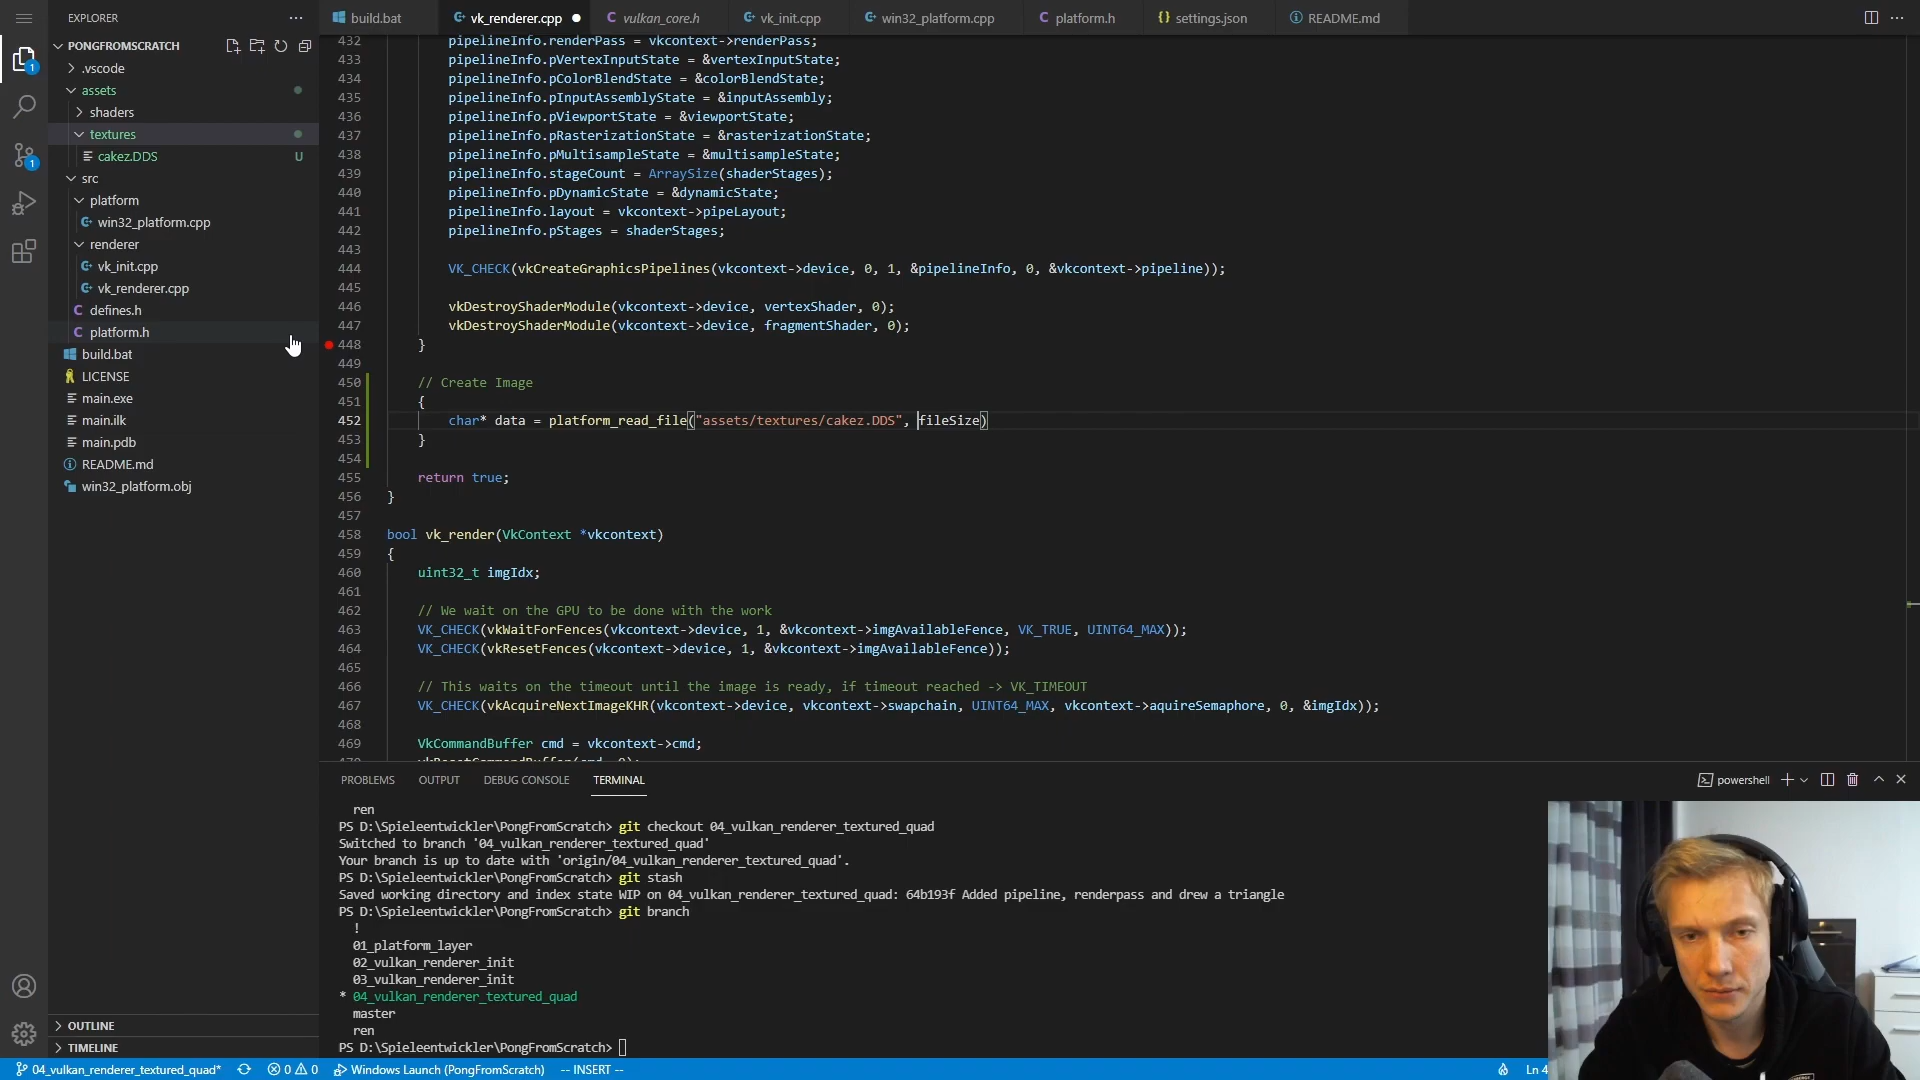 EXPLORER
build.bat
vk_renderer.cpp
vulkan_core.h
vk_init.cpp
win32_platform.cpp
platform.h
settings.json
README.md
PONGFROMSCRATCH
.vscode
assets
shaders
textures
cakez.DDS U
src
platform
win32_platform.cpp
renderer
vk_init.cpp
vk_renderer.cpp
defines.h
platform.h
build.bat
LICENSE
main.exe
main.ilk
main.pdb
README.md
win32_platform.obj
OUTLINE
TIMELINE
1
1
432 pipelineInfo.renderPass = vkcontext->renderPass;
433 pipelineInfo.pVertexInputState = &vertexInputState;
434 pipelineInfo.pColorBlendState = &colorBlendState;
435 pipelineInfo.pInputAssemblyState = &inputAssembly;
436 pipelineInfo.pViewportState = &viewportState;
437 pipelineInfo.pRasterizationState = &rasterizationState;
438 pipelineInfo.pMultisampleState = &multisampleState;
439 pipelineInfo.stageCount = ArraySize(shaderStages);
440 pipelineInfo.pDynamicState = &dynamicState;
441 pipelineInfo.layout = vkcontext->pipeLayout;
442 pipelineInfo.pStages = shaderStages;
443
444 VK_CHECK(vkCreateGraphicsPipelines(vkcontext->device, 0, 1, &pipelineInfo, 0, &vkcontext->pipeline));
445
446 vkDestroyShaderModule(vkcontext->device, vertexShader, 0);
447 vkDestroyShaderModule(vkcontext->device, fragmentShader, 0);
448 }
449
450 // Create Image
451 {
452 char* data = platform_read_file("assets/textures/cakez.DDS", fileSize)
453 }
454
455 return true;
456 }
457
458 bool vk_render(VkContext *vkcontext)
459 {
460 uint32_t imgIdx;
461
462 // We wait on the GPU to be done with the work
463 VK_CHECK(vkWaitForFences(vkcontext->device, 1, &vkcontext->imgAvailableFence, VK_TRUE, UINT64_MAX));
464 VK_CHECK(vkResetFences(vkcontext->device, 1, &vkcontext->imgAvailableFence));
465
466 // This waits on the timeout until the image is ready, if timeout reached -> VK_TIMEOUT
467 VK_CHECK(vkAcquireNextImageKHR(vkcontext->device, vkcontext->swapchain, UINT64_MAX, vkcontext->aquireSemaphore, 0, &imgIdx));
468
469 VkCommandBuffer cmd = vkcontext->cmd;
PROBLEMS OUTPUT DEBUG CONSOLE TERMINAL
powershell
ren
PS D:\Spieleentwickler\PongFromScratch> git checkout 04_vulkan_renderer_textured_quad
Switched to branch '04_vulkan_renderer_textured_quad'
Your branch is up to date with 'origin/04_vulkan_renderer_textured_quad'.
PS D:\Spieleentwickler\PongFromScratch> git stash
Saved working directory and index state WIP on 04_vulkan_renderer_textured_quad: 64b193f Added pipeline, renderpass and drew a triangle
PS D:\Spieleentwickler\PongFromScratch> git branch
!
01_platform_layer
02_vulkan_renderer_init
03_vulkan_renderer_init
* 04_vulkan_renderer_textured_quad
master
ren
PS D:\Spieleentwickler\PongFromScratch>
04_vulkan_renderer_textured_quad* 0 0 Windows Launch (PongFromScratch) -- INSERT -- Ln 4